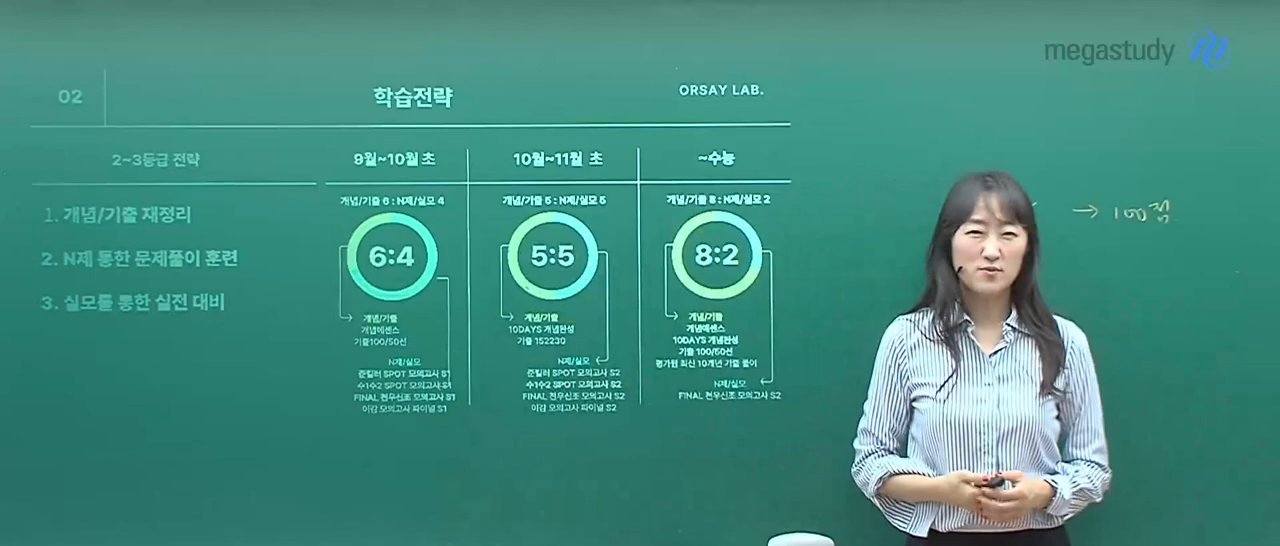 megastudy
02
학습전략
ORSAY LAB.
2~3등급 전략
9월~10월 초
10월~11월 초
~수능
1. 개념/기출 재정리
2. N제 통한 문제풀이 훈련
3. 실모를 통한 실전 대비
개념/기출 6 : N제/실모 4
6:4
개념/기출
개념에센스
기출100/50선
N제/실모
준킬러 SPOT 모의고사 S1
수1수2 SPOT 모의고사 S1
FINAL 전우신조 모의고사 S1
이감 모의고사 파이널 S1
개념/기출 5 : N제/실모 5
5:5
개념/기출
10DAYS 개념완성
기출 152230
N제/실모
준킬러 SPOT 모의고사 S2
수1수2 SPOT 모의고사 S2
FINAL 전우신조 모의고사 S2
이감 모의고사 파이널 S2
개념/기출 8 : N제/실모 2
8:2
개념/기출
개념에센스
10DAYS 개념완성
기출 100/50선
평가원 최신 10개년 기출 풀이
N제/실모
FINAL 전우신조 모의고사 S2
→ 100점